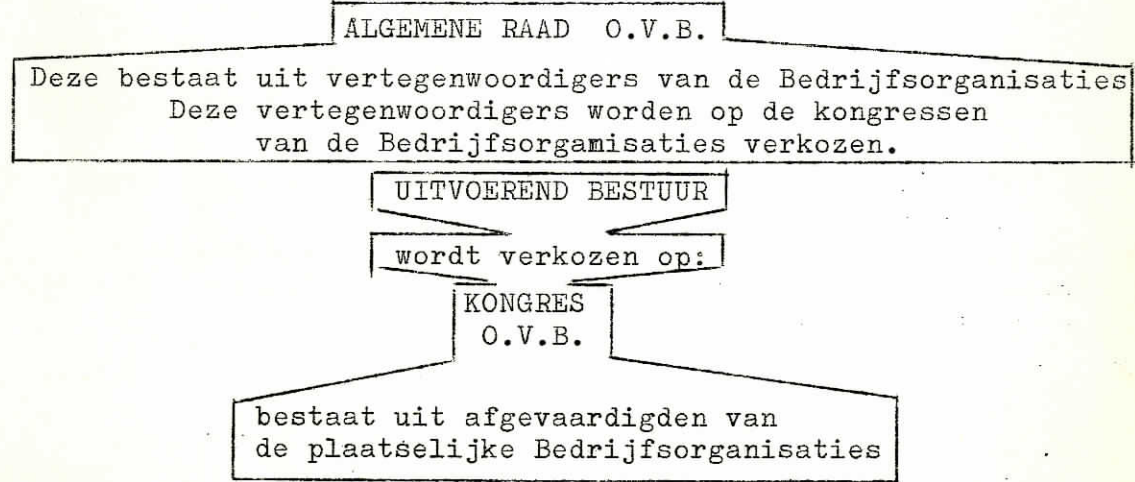 ALGEMENE RAAD O.V.B.
Deze bestaat uit vertegenwoordigers van de Bedrijfsorganisaties
Deze vertegenwoordigers worden op de kongressen
van de Bedrijfsorgamisaties verkozen.
UITVOEREND BESTUUR
wordt verkozen op:
KONGRES
O.V.B.
bestaat uit afgevaardigden van
de plaatselijke Bedrijfsorganisaties